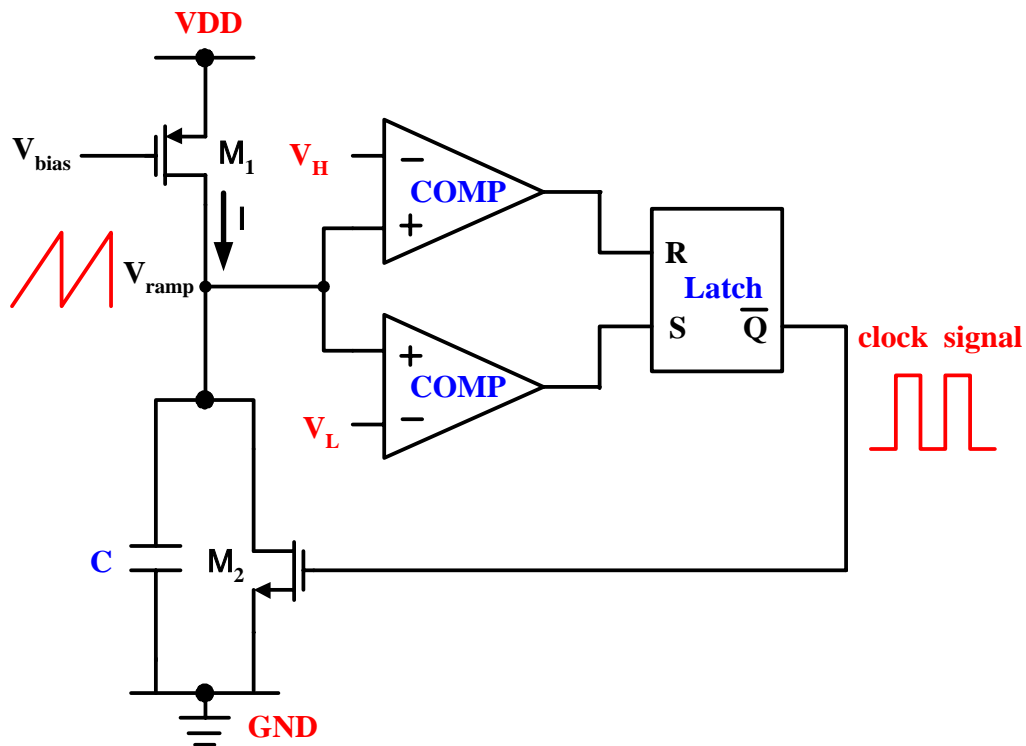 VDD
V_bias
M_1
I
V_ramp
V_H
−
COMP
+
+
COMP
−
V_L
R
Latch
S
Q̅
clock signal
C
M_2
GND